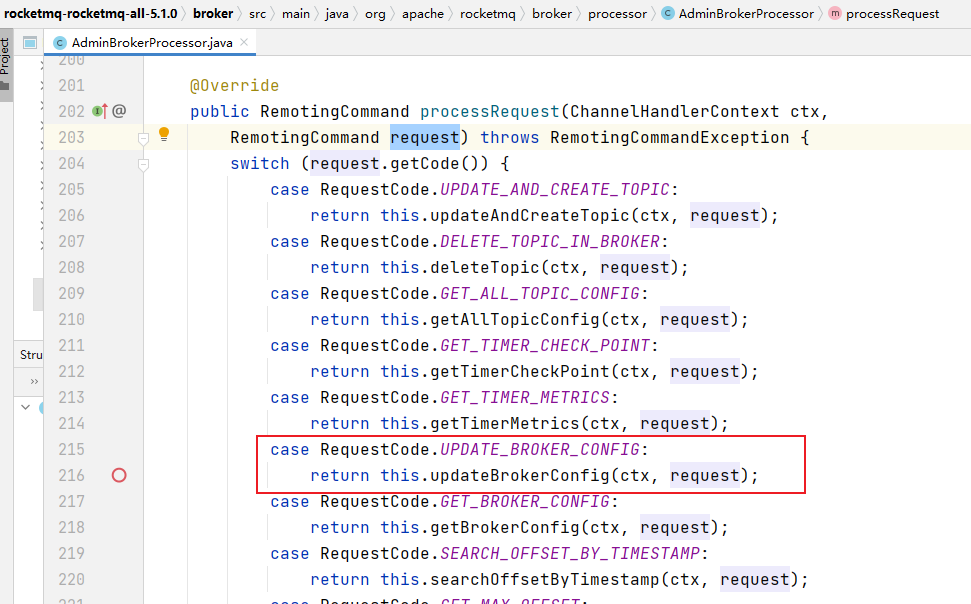 rocketmq-rocketmq-all-5.1.0 〉 broker 〉 src 〉 main 〉 java 〉 org 〉 apache 〉 rocketmq 〉 broker 〉 processor 〉 C AdminBrokerProcessor 〉 m processRequest
Project
C AdminBrokerProcessor.java ×
200
201 @Override
202 public RemotingCommand processRequest(ChannelHandlerContext ctx,
203 RemotingCommand request) throws RemotingCommandException {
204 switch (request.getCode()) {
205 case RequestCode.UPDATE_AND_CREATE_TOPIC:
206 return this.updateAndCreateTopic(ctx, request);
207 case RequestCode.DELETE_TOPIC_IN_BROKER:
208 return this.deleteTopic(ctx, request);
209 case RequestCode.GET_ALL_TOPIC_CONFIG:
210 return this.getAllTopicConfig(ctx, request);
211 case RequestCode.GET_TIMER_CHECK_POINT:
Stru
212 return this.getTimerCheckPoint(ctx, request);
213 case RequestCode.GET_TIMER_METRICS:
214 return this.getTimerMetrics(ctx, request);
215 case RequestCode.UPDATE_BROKER_CONFIG:
216 return this.updateBrokerConfig(ctx, request);
217 case RequestCode.GET_BROKER_CONFIG:
218 return this.getBrokerConfig(ctx, request);
219 case RequestCode.SEARCH_OFFSET_BY_TIMESTAMP:
220 return this.searchOffsetByTimestamp(ctx, request);
221 case RequestCode.GET_MAX_OFFSET: